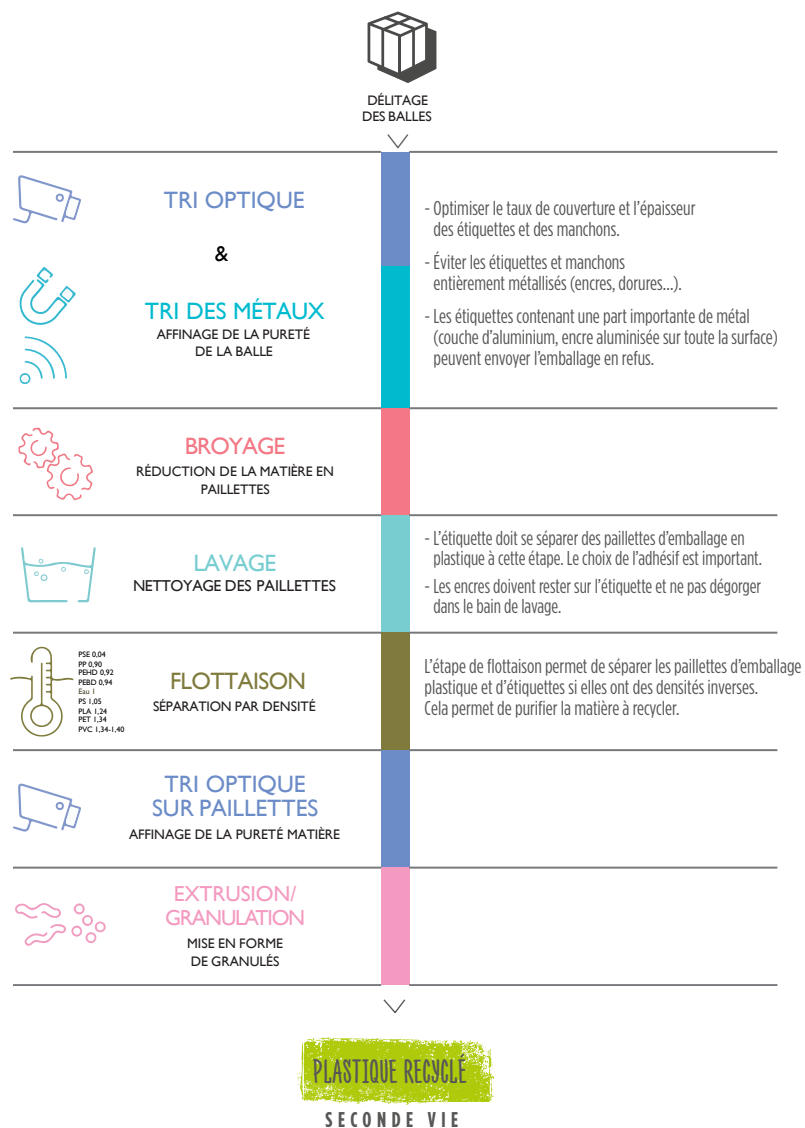 DÉLITAGE
DES BALLES
TRI OPTIQUE
&
TRI DES MÉTAUX
AFFINAGE DE LA PURETÉ
DE LA BALLE
- Optimiser le taux de couverture et l'épaisseur
des étiquettes et des manchons.
- Éviter les étiquettes et manchons
entièrement métallisés (encres, dorures...).
- Les étiquettes contenant une part importante de métal
(couche d'aluminium, encre aluminisée sur toute la surface)
peuvent envoyer l'emballage en refus.
BROYAGE
RÉDUCTION DE LA MATIÈRE EN
PAILLETTES
LAVAGE
NETTOYAGE DES PAILLETTES
- L'étiquette doit se séparer des paillettes d'emballage en
plastique à cette étape. Le choix de l'adhésif est important.
- Les encres doivent rester sur l'étiquette et ne pas dégorger
dans le bain de lavage.
PSE 0,04
PP 0,90
PEHD 0,92
PEBD 0,94
Eau 1
PS 1,05
PLA 1,24
PET 1,34
PVC 1,34-1,40
FLOTTAISON
SÉPARATION PAR DENSITÉ
L'étape de flottaison permet de séparer les paillettes d'emballage
plastique et d'étiquettes si elles ont des densités inverses.
Cela permet de purifier la matière à recycler.
TRI OPTIQUE
SUR PAILLETTES
AFFINAGE DE LA PURETÉ MATIÈRE
EXTRUSION/
GRANULATION
MISE EN FORME
DE GRANULÉS
PLASTIQUE RECYCLÉ
SECONDE VIE